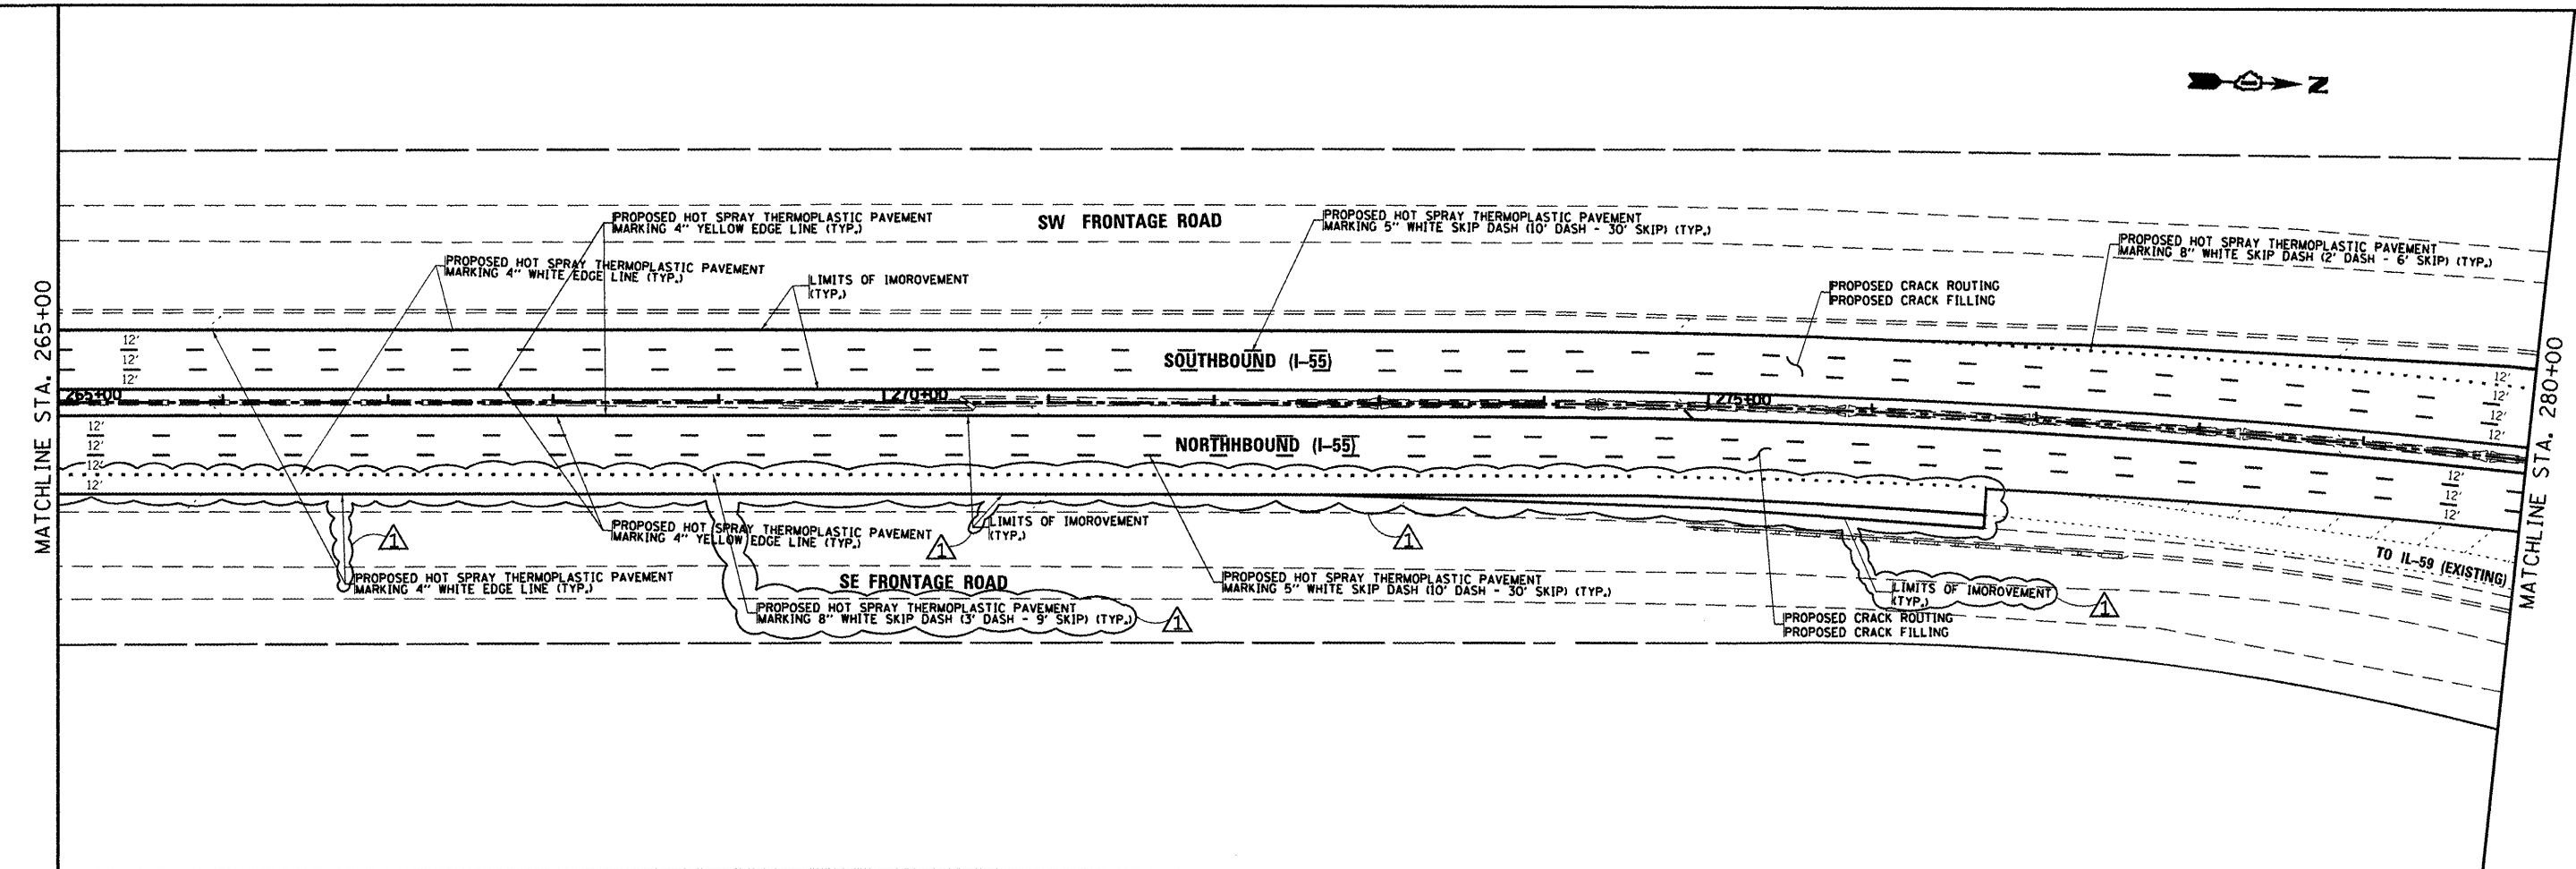 N
SW FRONTAGE ROAD
PROPOSED HOT SPRAY THERMOPLASTIC PAVEMENT
MARKING 4" YELLOW EDGE LINE (TYP.)
PROPOSED HOT SPRAY THERMOPLASTIC PAVEMENT
MARKING 5" WHITE SKIP DASH (10' DASH - 30' SKIP) (TYP.)
PROPOSED HOT SPRAY THERMOPLASTIC PAVEMENT
MARKING 8" WHITE SKIP DASH (2' DASH - 6' SKIP) (TYP.)
PROPOSED HOT SPRAY THERMOPLASTIC PAVEMENT
MARKING 4" WHITE EDGE LINE (TYP.)
LIMITS OF IMOROVEMENT
(TYP.)
PROPOSED CRACK ROUTING
PROPOSED CRACK FILLING
MATCHLINE STA. 265+00
MATCHLINE STA. 280+00
12'
12'
12'
SOUTHBOUND (I-55)
12'
12'
12'
12'
265+00
270+00
275+00
12'
12'
12'
12'
NORTHHBOUND (I-55)
12'
12'
12'
PROPOSED HOT SPRAY THERMOPLASTIC PAVEMENT
MARKING 4" YELLOW EDGE LINE (TYP.)
LIMITS OF IMOROVEMENT
(TYP.)
1
1
1
TO IL-59 (EXISTING)
PROPOSED HOT SPRAY THERMOPLASTIC PAVEMENT
MARKING 4" WHITE EDGE LINE (TYP.)
SE FRONTAGE ROAD
PROPOSED HOT SPRAY THERMOPLASTIC PAVEMENT
MARKING 5" WHITE SKIP DASH (10' DASH - 30' SKIP) (TYP.)
LIMITS OF IMOROVEMENT
(TYP.)
1
PROPOSED HOT SPRAY THERMOPLASTIC PAVEMENT
MARKING 8" WHITE SKIP DASH (3' DASH - 9' SKIP) (TYP.)
1
PROPOSED CRACK ROUTING
PROPOSED CRACK FILLING